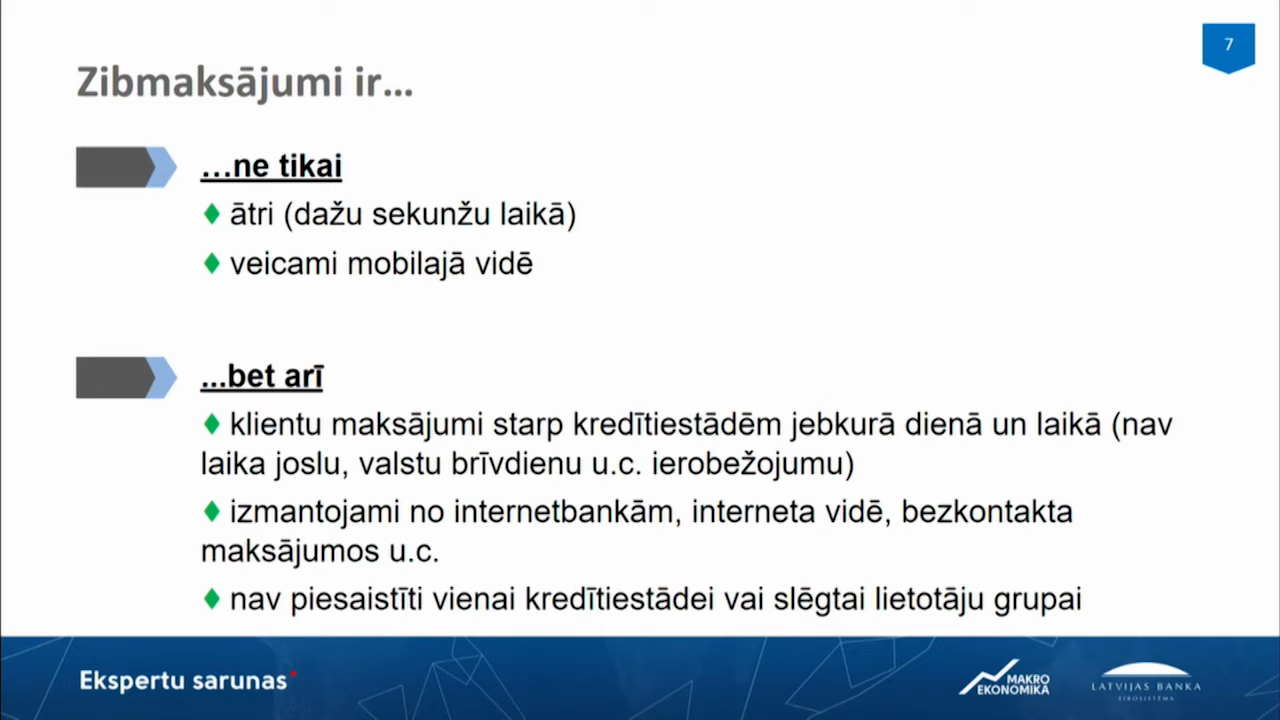 7
Zibmaksājumi ir...
...ne tikai
ātri (dažu sekunžu laikā)
veicami mobilajā vidē
...bet arī
klientu maksājumi starp kredītiestādēm jebkurā dienā un laikā (nav
laika joslu, valstu brīvdienu u.c. ierobežojumu)
izmantojami no internetbankām, interneta vidē, bezkontakta
maksājumos u.c.
nav piesaistīti vienai kredītiestādei vai slēgtai lietotāju grupai
Ekspertu sarunas
MAKRO
EKONOMIKA
LATVIJAS BANKA
EIROSISTĒMA